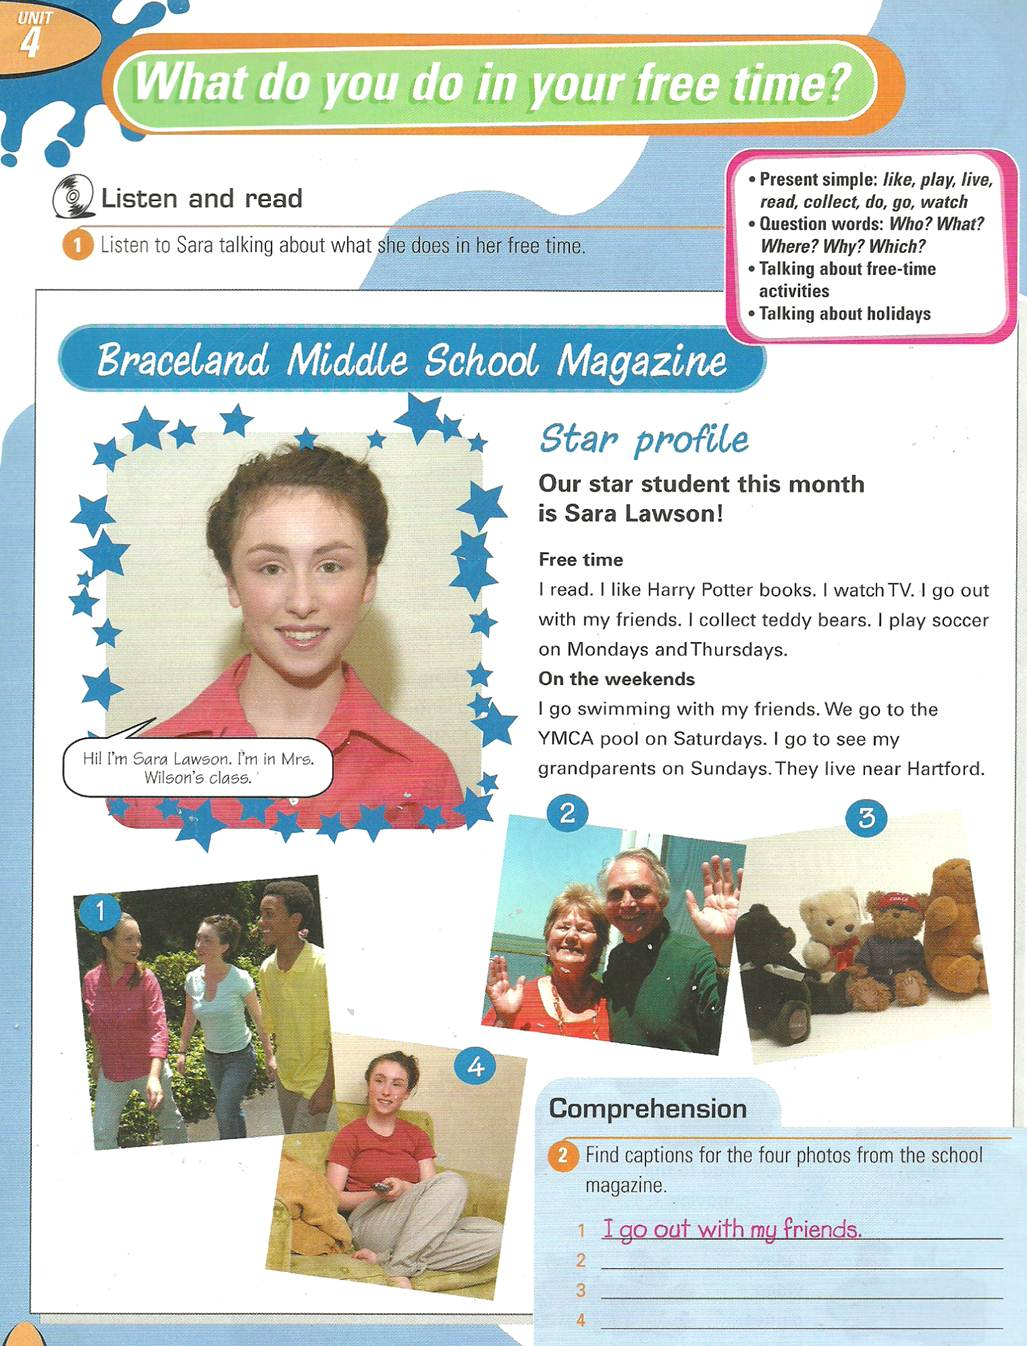 UNIT
4
What do you do in your free time?
• Present simple: like, play, live,
read, collect, do, go, watch
• Question words: Who? What?
Where? Why? Which?
• Talking about free-time
activities
• Talking about holidays
Listen and read
1 Listen to Sara talking about what she does in her free time.
Braceland Middle School Magazine
Star profile
Our star student this month
is Sara Lawson!
Free time
I read. I like Harry Potter books. I watch TV. I go out
with my friends. I collect teddy bears. I play soccer
on Mondays and Thursdays.
On the weekends
I go swimming with my friends. We go to the
YMCA pool on Saturdays. I go to see my
grandparents on Sundays. They live near Hartford.
Hi! I'm Sara Lawson. I'm in Mrs.
Wilson's class.
1
2
3
4
Comprehension
2 Find captions for the four photos from the school
magazine.
1 I go out with my friends.
2
3
4